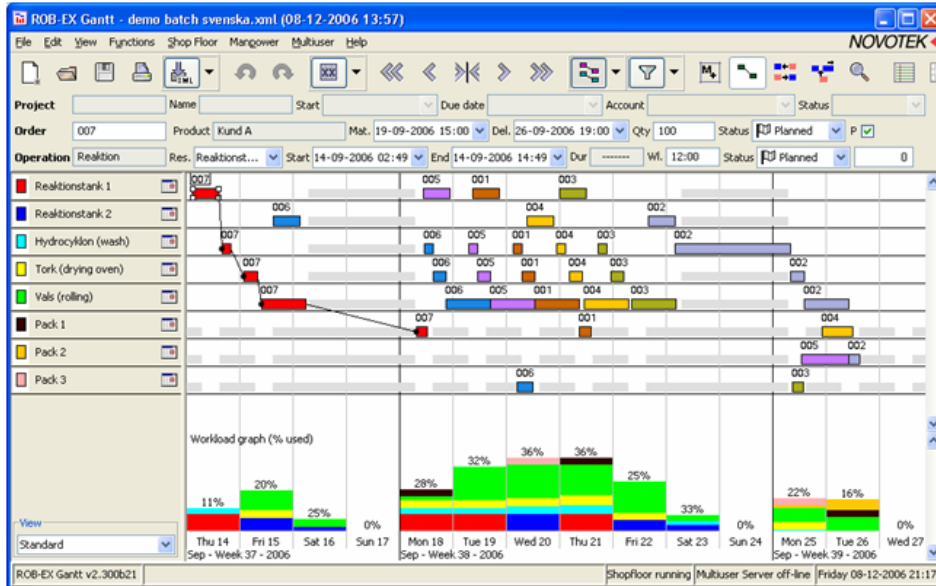 ROB-EX Gantt - demo batch svenska.xml (08-12-2006 13:57)
File Edit View Functions Shop Floor Manpower Multiuser Help NOVOTEK
HTML XX M
Project Name Start Due date Account Status
Order 007 Product Kund A Mat. 19-09-2006 15:00 Del. 26-09-2006 19:00 Qty 100 Status Planned P
Operation Reaktion Res. Reaktionst... Start 14-09-2006 02:49 End 14-09-2006 14:49 Dur ------- Wl. 12:00 Status Planned 0
Reaktionstank 1 007 005 001 003
Reaktionstank 2 006 004 002
Hydrocyklon (wash) 007 006 005 001 004 003 002
Tork (drying oven) 007 006 005 001 004 003 002
Vals (rolling) 007 006 005 001 004 003 002
Pack 1 007 001 004
Pack 2 005 002
Pack 3 006 003
Workload graph (% used)
11% 20% 25% 0% 28% 32% 36% 36% 25% 33% 0% 22% 16% 0%
View
Standard
Thu 14 Fri 15 Sat 16 Sun 17 Mon 18 Tue 19 Wed 20 Thu 21 Fri 22 Sat 23 Sun 24 Mon 25 Tue 26 Wed 27
Sep - Week 37 - 2006 Sep - Week 38 - 2006 Sep - Week 39 - 2006
ROB-EX Gantt v2.300b21 Shopfloor running Multiuser Server off-line Friday 08-12-2006 21:17